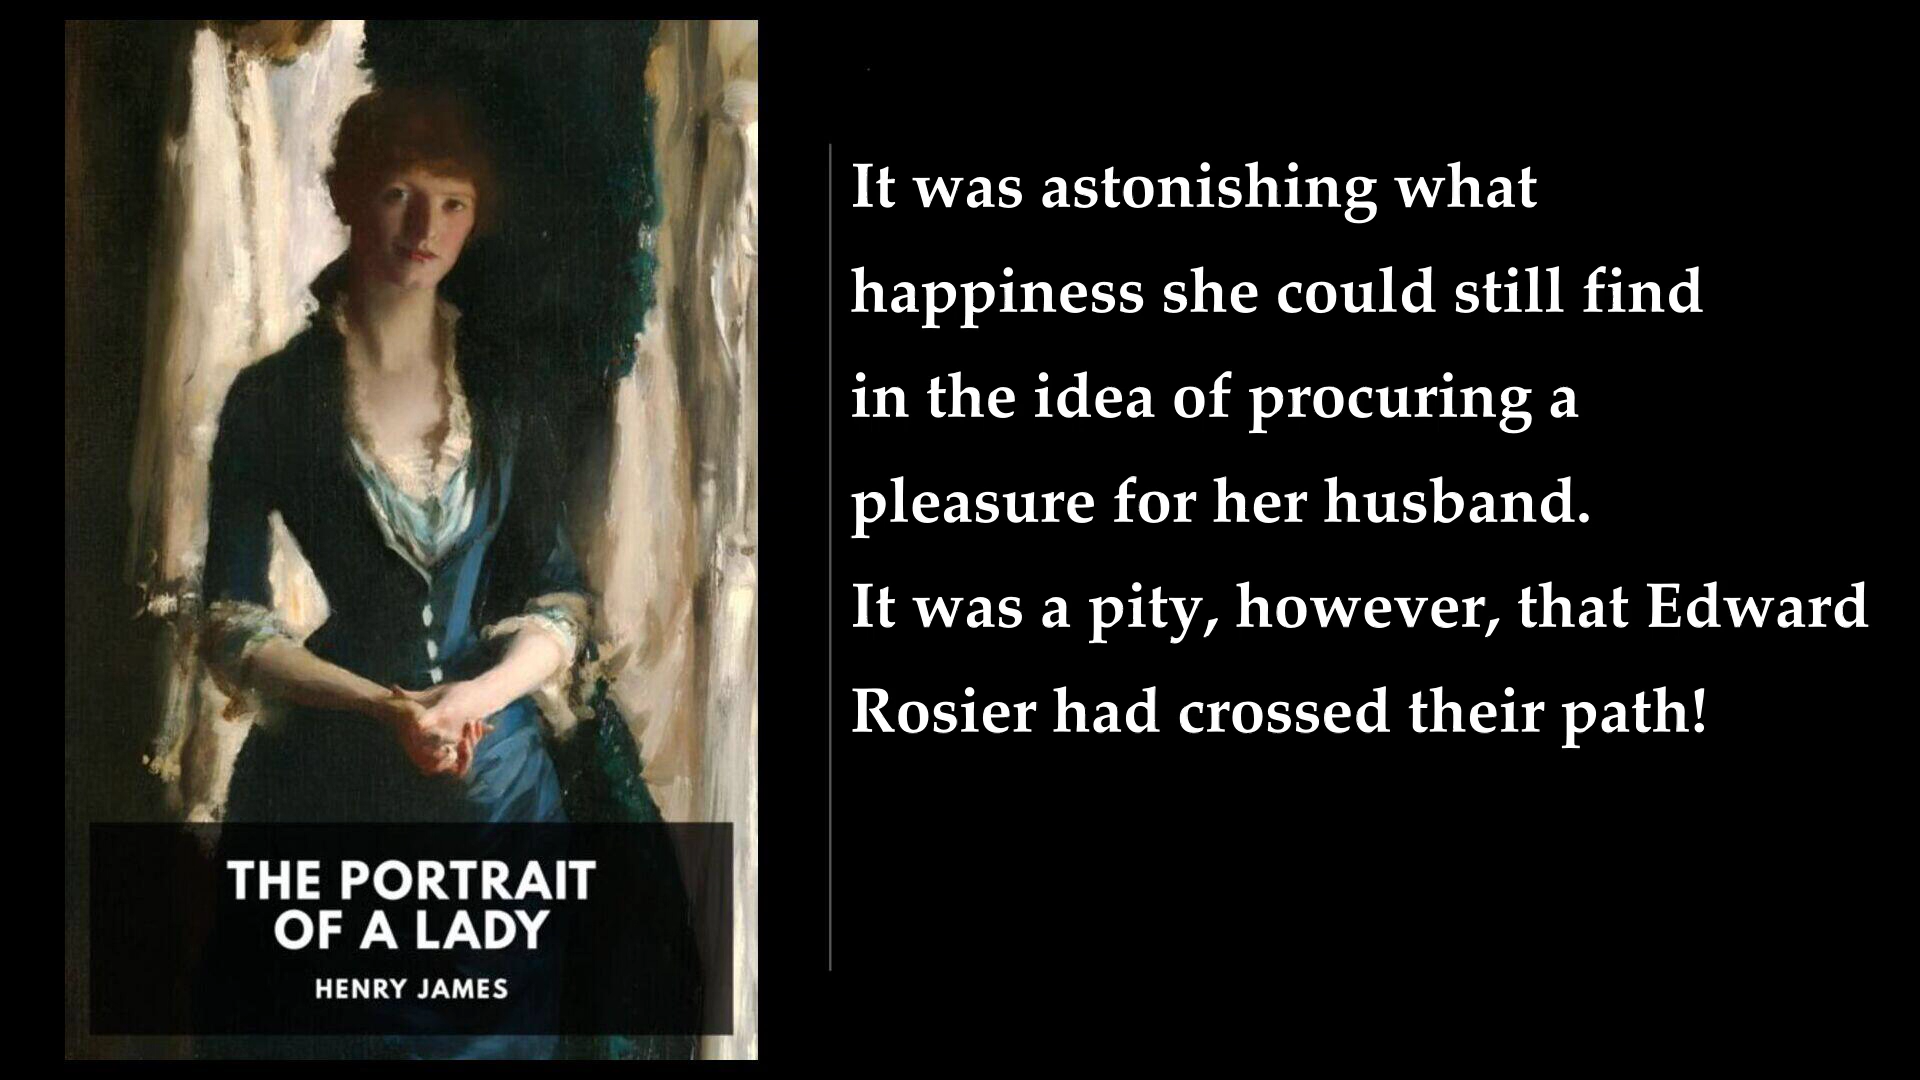 THE PORTRAIT
OF A LADY
HENRY JAMES
It was astonishing what
happiness she could still find
in the idea of procuring a
pleasure for her husband.
It was a pity, however, that Edward
Rosier had crossed their path!